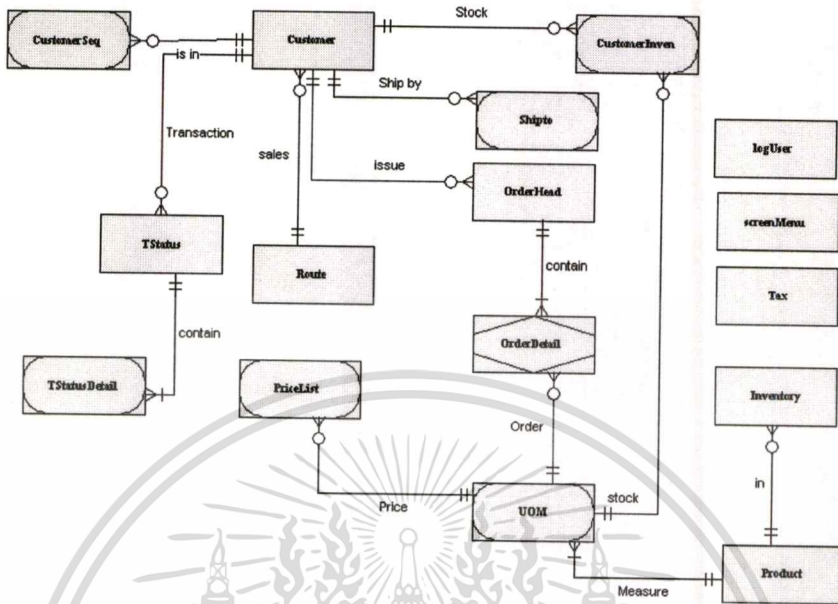 Stock
CustomerSeq
Customer
CustomerInven
is in
Ship by
Shipto
Transaction
sales
issue
logUser
OrderHead
screenMenu
TStatus
Route
contain
Tax
contain
OrderDetail
TStatusDetail
PriceList
Inventory
Order
Price
UOM
stock
in
Product
Measure